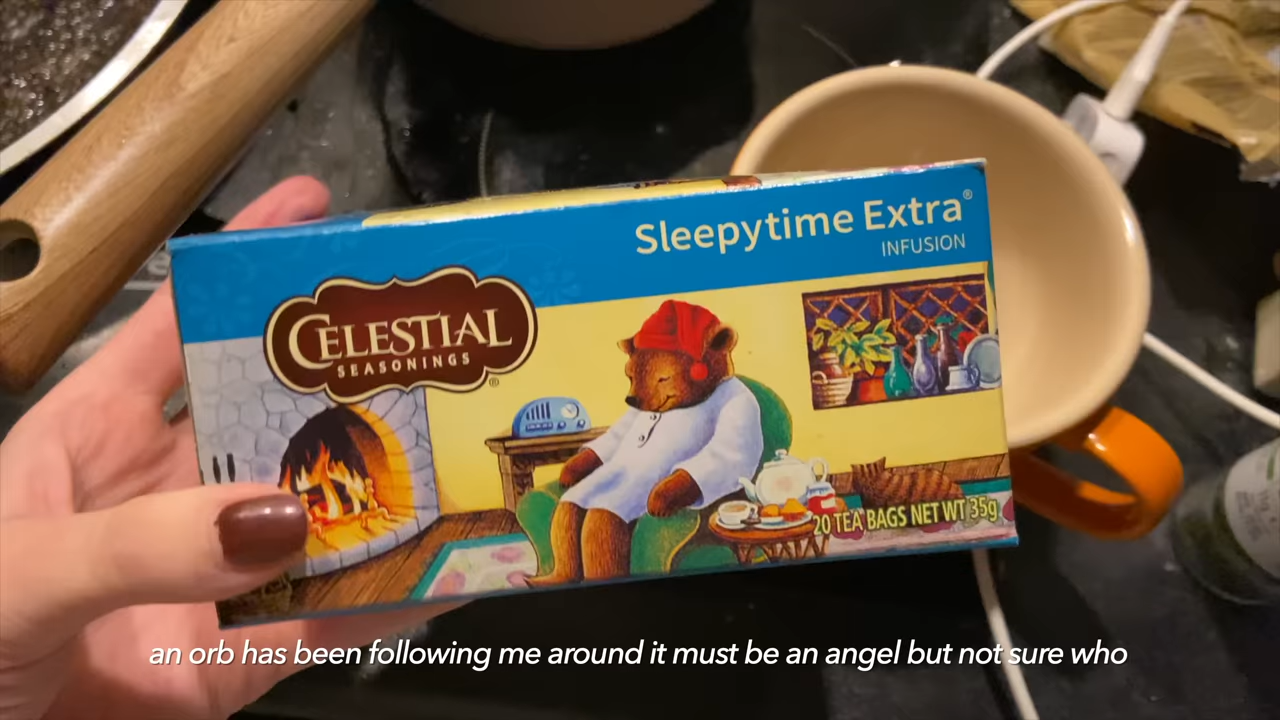 Sleepytime Extra®
INFUSION
CELESTIAL
SEASONINGS®
20 TEA BAGS NET WT 35g
an orb has been following me around it must be an angel but not sure who